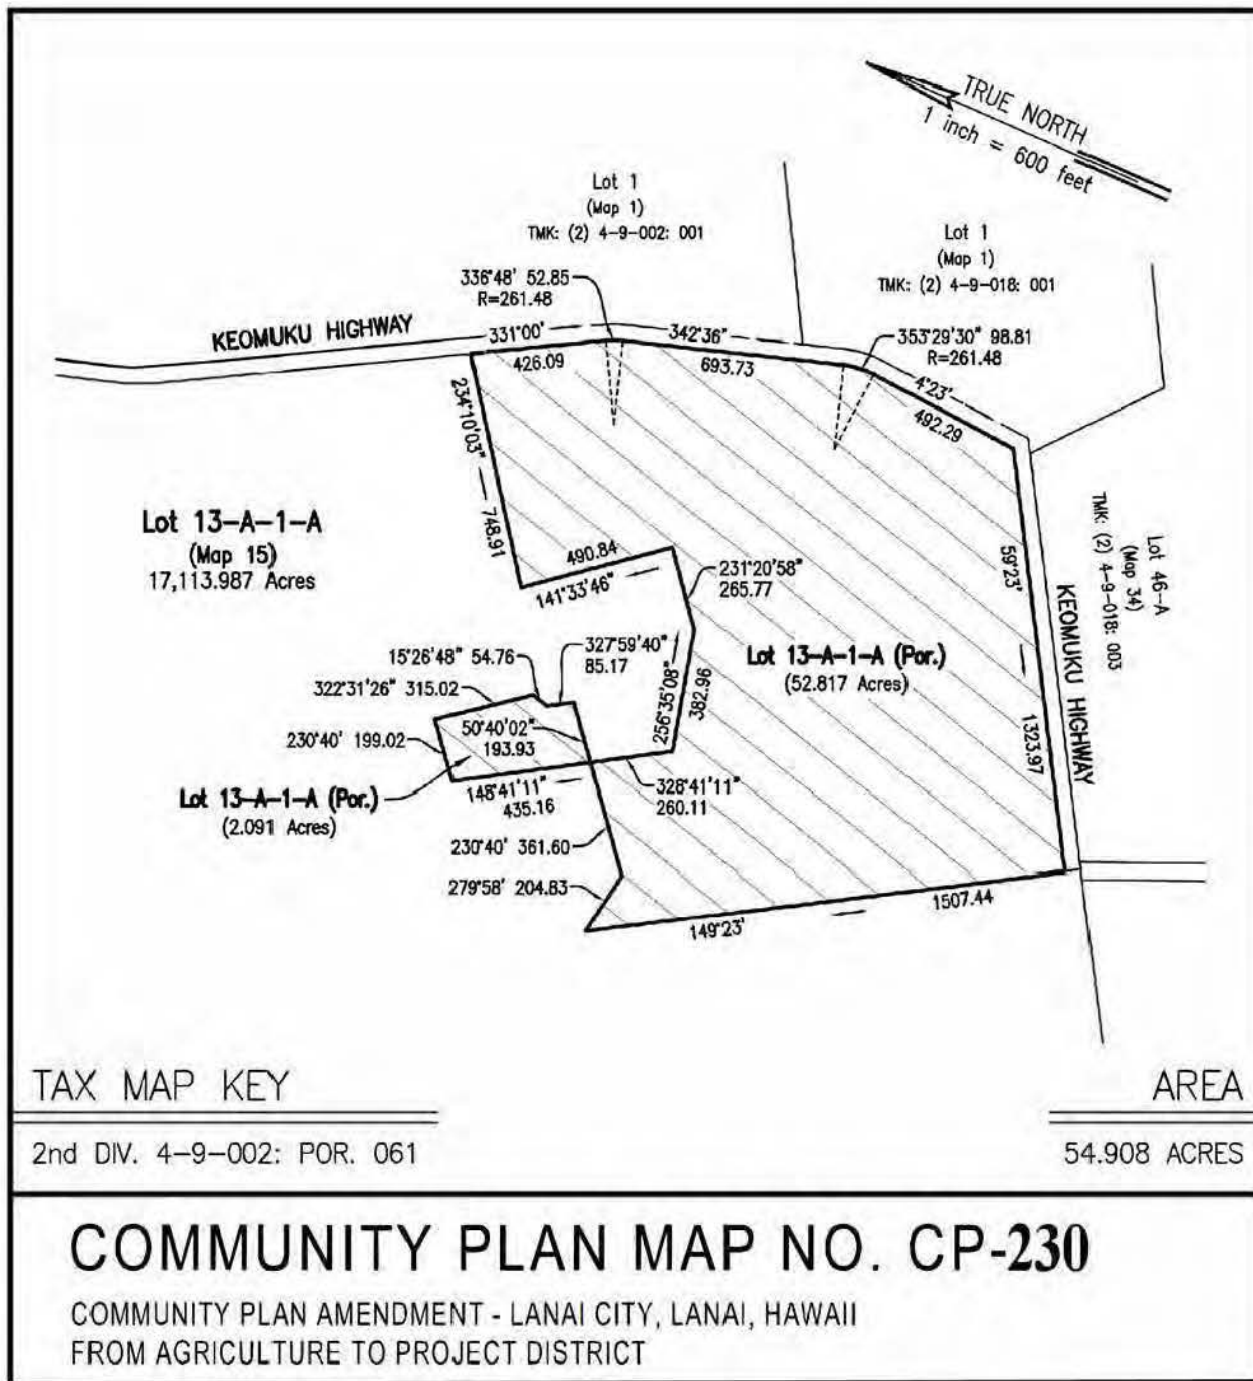 TRUE NORTH
1 inch = 600 feet
Lot 1
(Map 1)
TMK: (2) 4-9-002: 001
Lot 1
(Map 1)
TMK: (2) 4-9-018: 001
336°48' 52.85
R=261.48
KEOMUKU HIGHWAY
331°00'
426.09
342°36"
693.73
353°29'30" 98.81
R=261.48
4°23'
492.29
234°10'03"
748.91
Lot 13-A-1-A
(Map 15)
17,113.987 Acres
490.84
141°33'46"
231°20'58"
265.77
59°23'
1323.97
KEOMUKU HIGHWAY
Lot 46-A
(Map 34)
TMK: (2) 4-9-018: 003
327°59'40"
85.17
15°26'48" 54.76
322°31'26" 315.02
256°35'08"
382.96
Lot 13-A-1-A (Por.)
(52.817 Acres)
230°40' 199.02
50°40'02"
193.93
Lot 13-A-1-A (Por.)
(2.091 Acres)
148°41'11"
435.16
328°41'11"
260.11
230°40' 361.60
279°58' 204.83
149°23'
1507.44
TAX MAP KEY
AREA
2nd DIV. 4-9-002: POR. 061
54.908 ACRES
COMMUNITY PLAN MAP NO. CP-230
COMMUNITY PLAN AMENDMENT - LANAI CITY, LANAI, HAWAII
FROM AGRICULTURE TO PROJECT DISTRICT